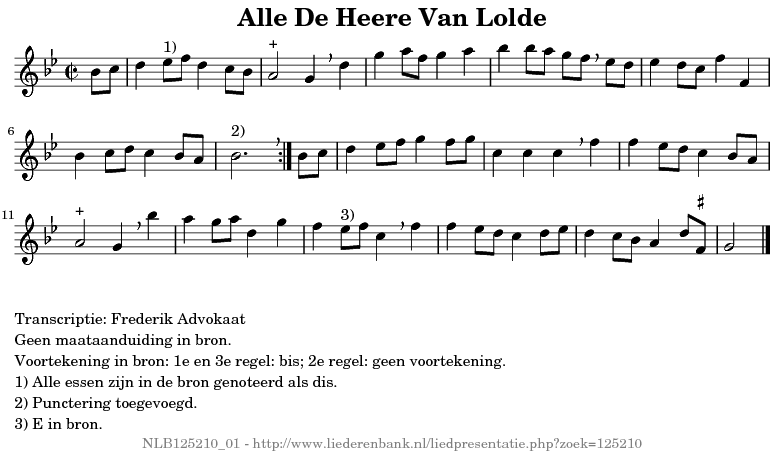 Alle De Heere Van Lolde
1)
+
6
2)
11
+
3)
♯
Transcriptie: Frederik Advokaat
Geen maataanduiding in bron.
Voortekening in bron: 1e en 3e regel: bis; 2e regel: geen voortekening.
1) Alle essen zijn in de bron genoteerd als dis.
2) Punctering toegevoegd.
3) E in bron.
NLB125210_01 - http://www.liederenbank.nl/liedpresentatie.php?zoek=125210